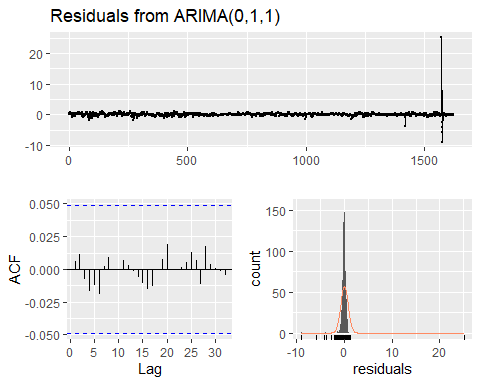 Residuals from ARIMA(0,1,1)
20
10
0
-10
0 500 1000 1500
0.050
0.025
0.000
-0.025
-0.050
ACF
0 5 10 15 20 25 30
Lag
150
100
50
0
count
-10 0 10 20
residuals